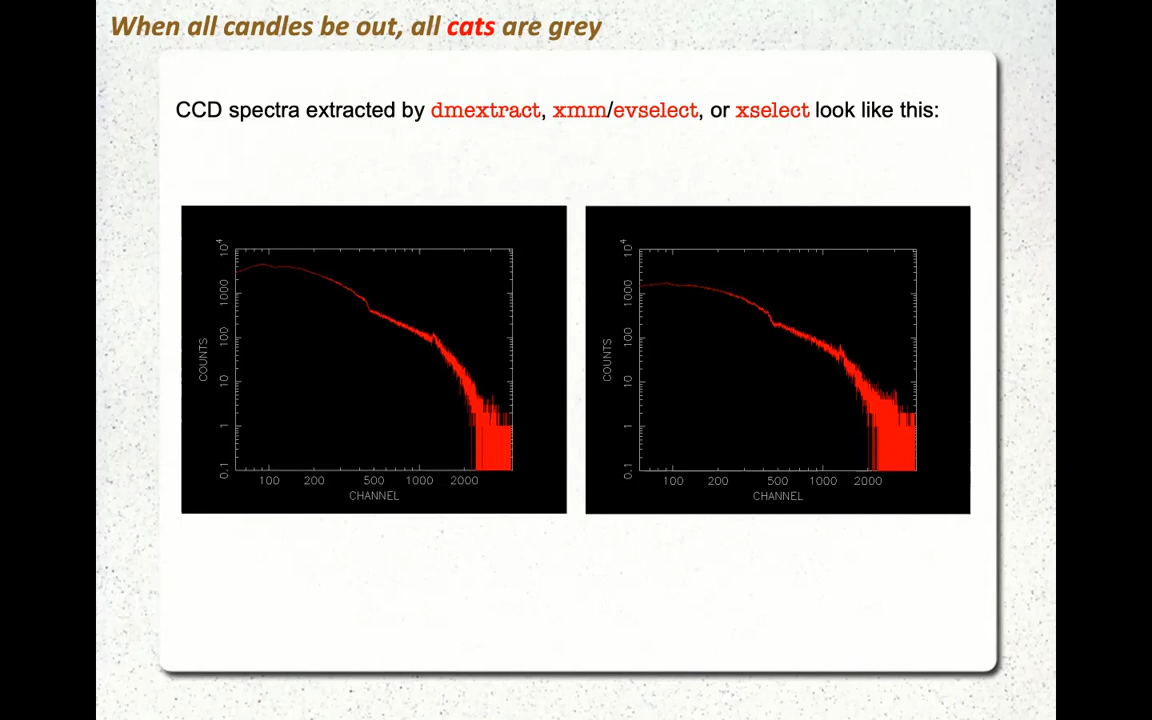 When all candles be out, all cats are grey
CCD spectra extracted by dmextract, xmm/evselect, or xselect look like this:
10⁴
1000
100
10
1
0.1
COUNTS
100 200 500 1000 2000
CHANNEL
10⁴
1000
100
10
1
0.1
COUNTS
100 200 500 1000 2000
CHANNEL